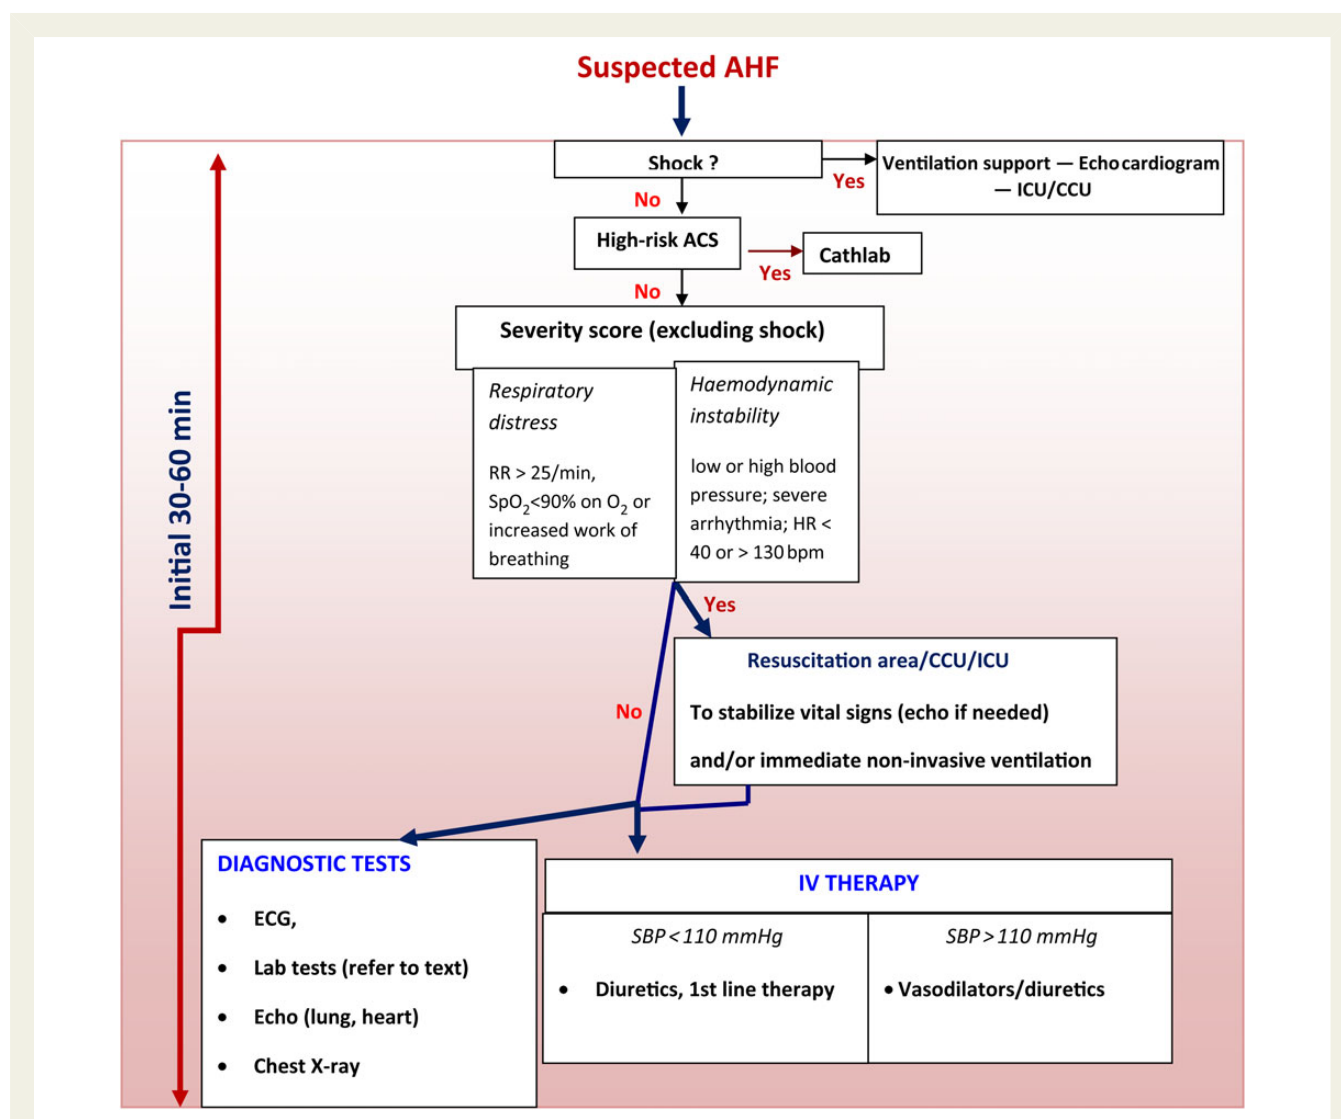 Suspected AHF
Shock ?
Yes
Ventilation support — Echocardiogram
— ICU/CCU
No
High-risk ACS
Yes
Cathlab
No
Severity score (excluding shock)
Respiratory
distress
RR > 25/min,
SpO₂<90% on O₂ or
increased work of
breathing
Haemodynamic
instability
low or high blood
pressure; severe
arrhythmia; HR <
40 or > 130 bpm
Initial 30-60 min
Yes
Resuscitation area/CCU/ICU
To stabilize vital signs (echo if needed)
and/or immediate non-invasive ventilation
No
DIAGNOSTIC TESTS
• ECG,
• Lab tests (refer to text)
• Echo (lung, heart)
• Chest X-ray
IV THERAPY
SBP < 110 mmHg
• Diuretics, 1st line therapy
SBP > 110 mmHg
• Vasodilators/diuretics